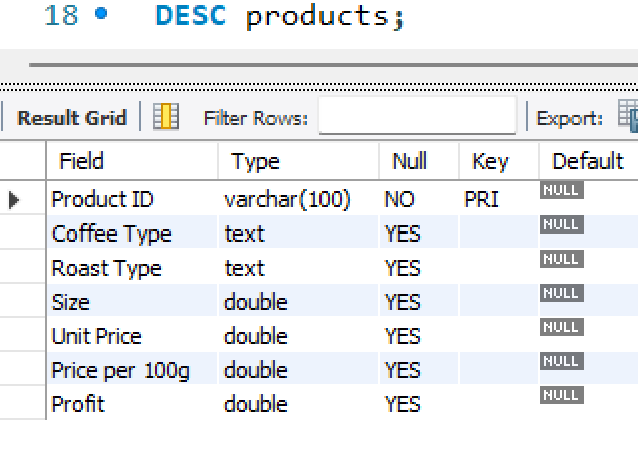 18 DESC products;
Result Grid Filter Rows: Export:
Field Type Null Key Default
Product ID varchar(100) NO PRI NULL
Coffee Type text YES NULL
Roast Type text YES NULL
Size double YES NULL
Unit Price double YES NULL
Price per 100g double YES NULL
Profit double YES NULL